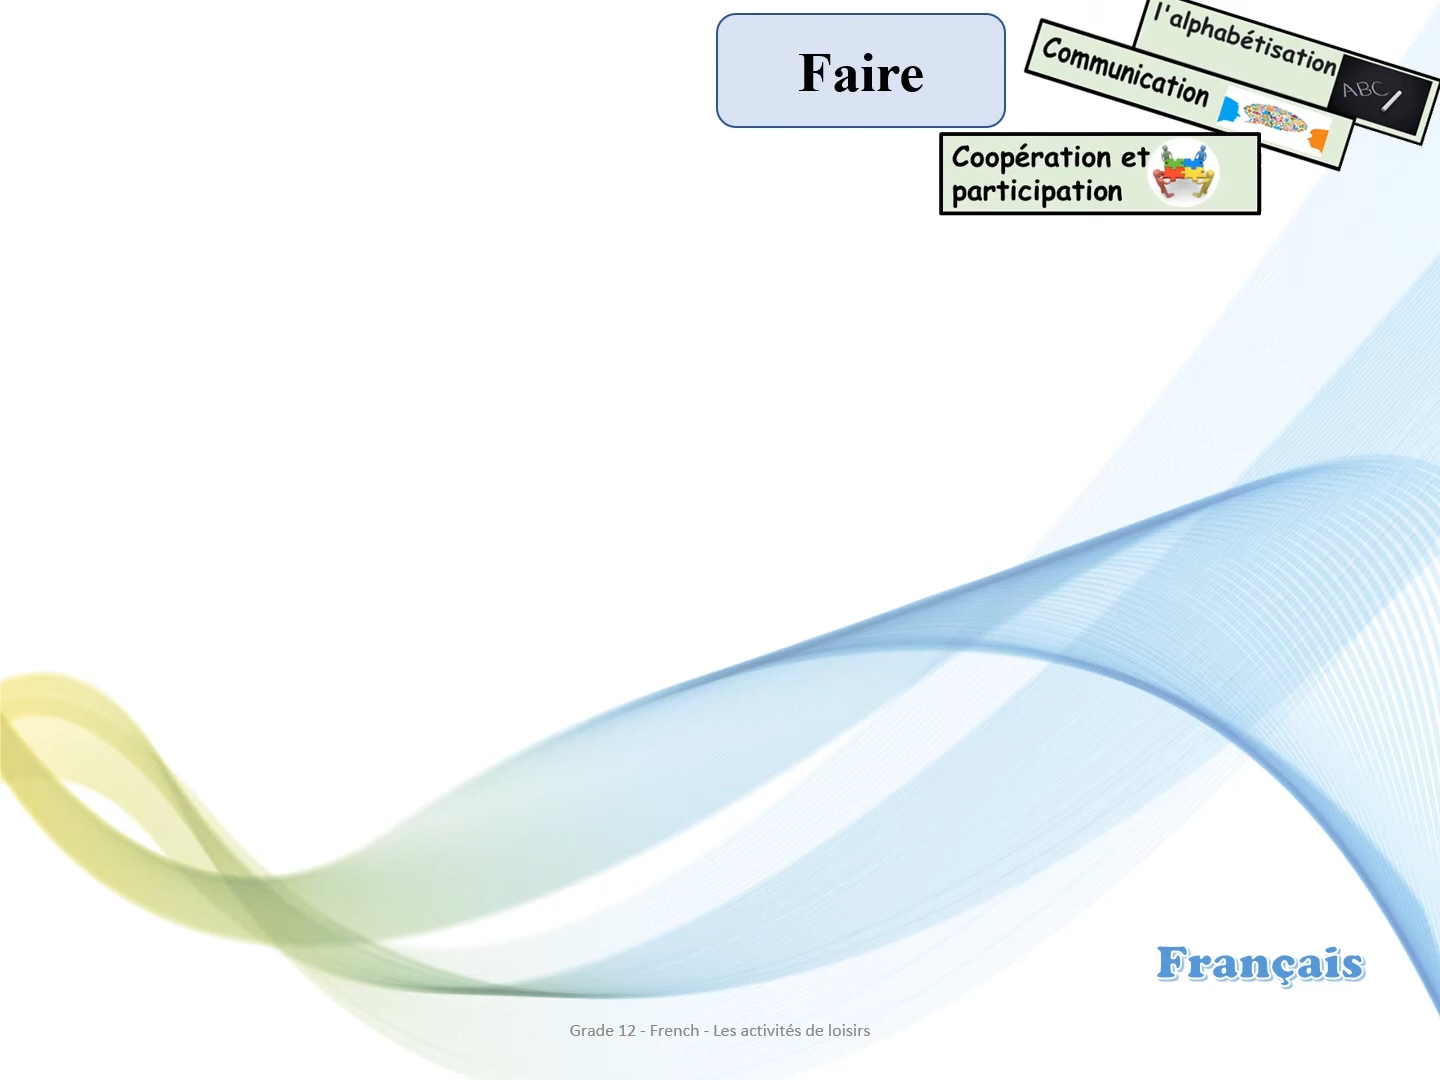 Faire
l'alphabétisation
ABC
Communication
Coopération et
participation
Français
Grade 12 - French - Les activités de loisirs